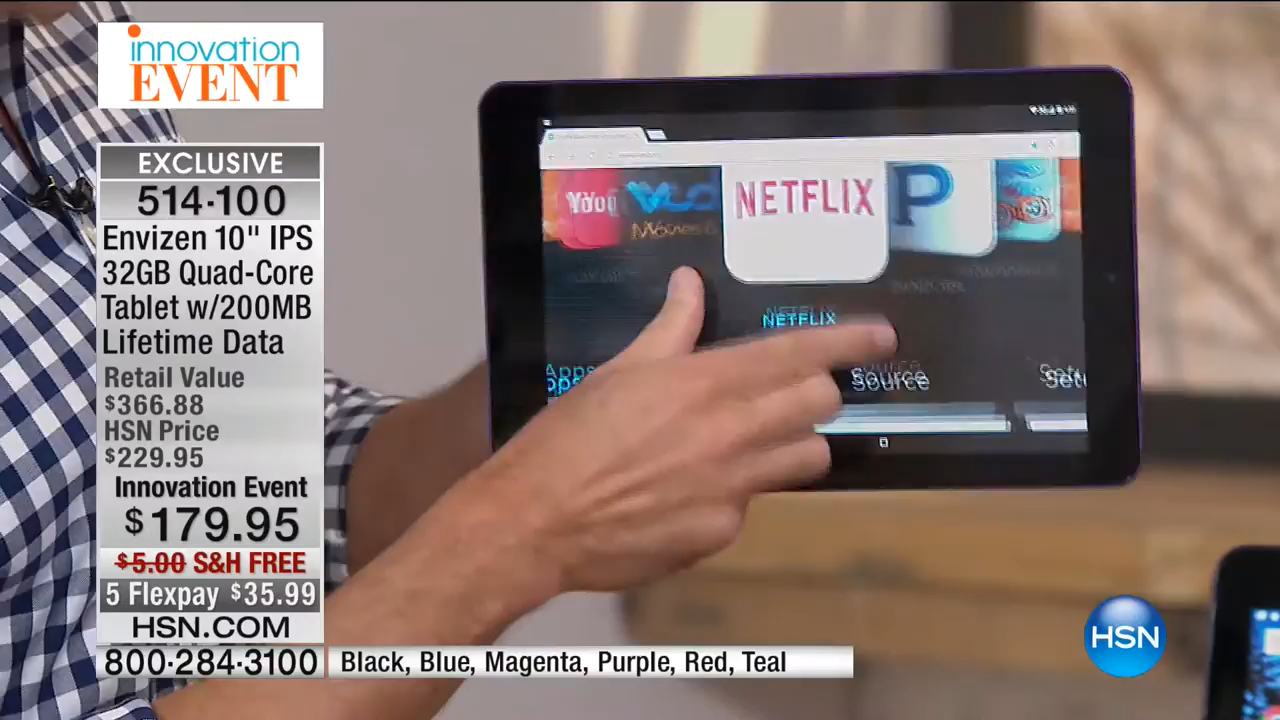 innovation
EVENT
EXCLUSIVE
514-100
Envizen 10" IPS
32GB Quad-Core
Tablet w/200MB
Lifetime Data
Retail Value
$366.88
HSN Price
$229.95
Innovation Event
$179.95
$5.00 S&H FREE
5 Flexpay $35.99
HSN.COM
800-284-3100
Black, Blue, Magenta, Purple, Red, Teal
HSN
NETFLIX
P
NETFLIX
Apps
Source